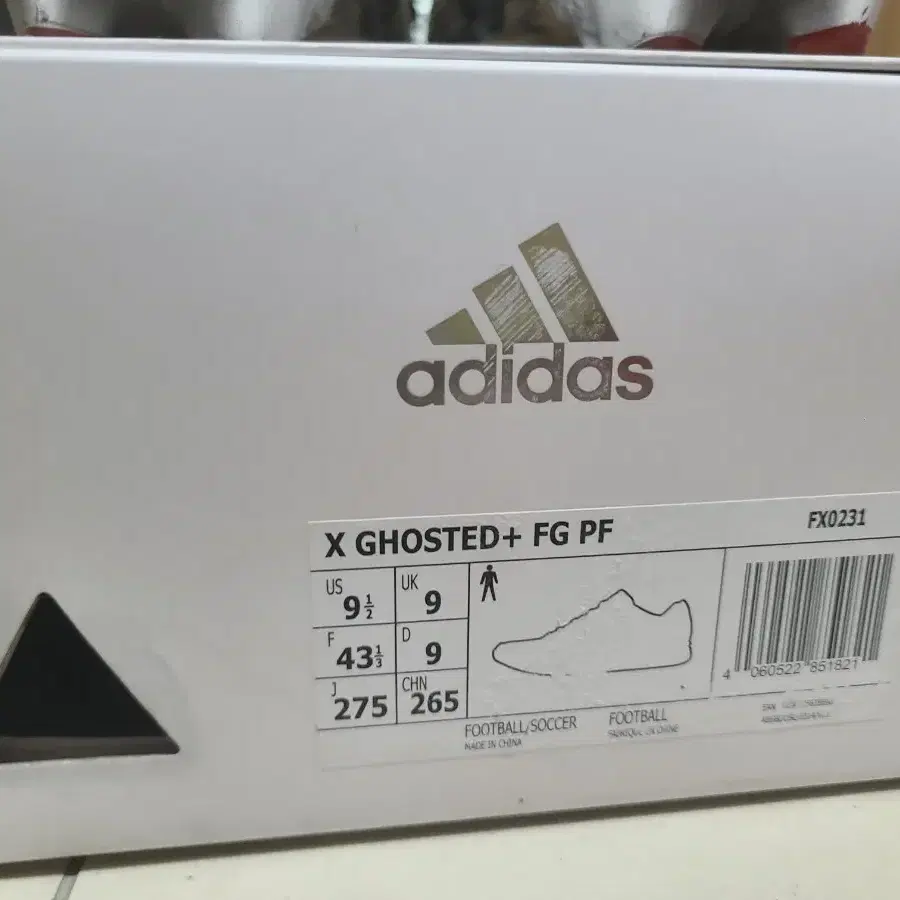 adidas
X GHOSTED+ FG PF
FX0231
US 9½
UK 9
F 43⅓
D 9
J 275
CHN 265
4 060522 851821
FOOTBALL/SOCCER
FOOTBALL
MADE IN CHINA